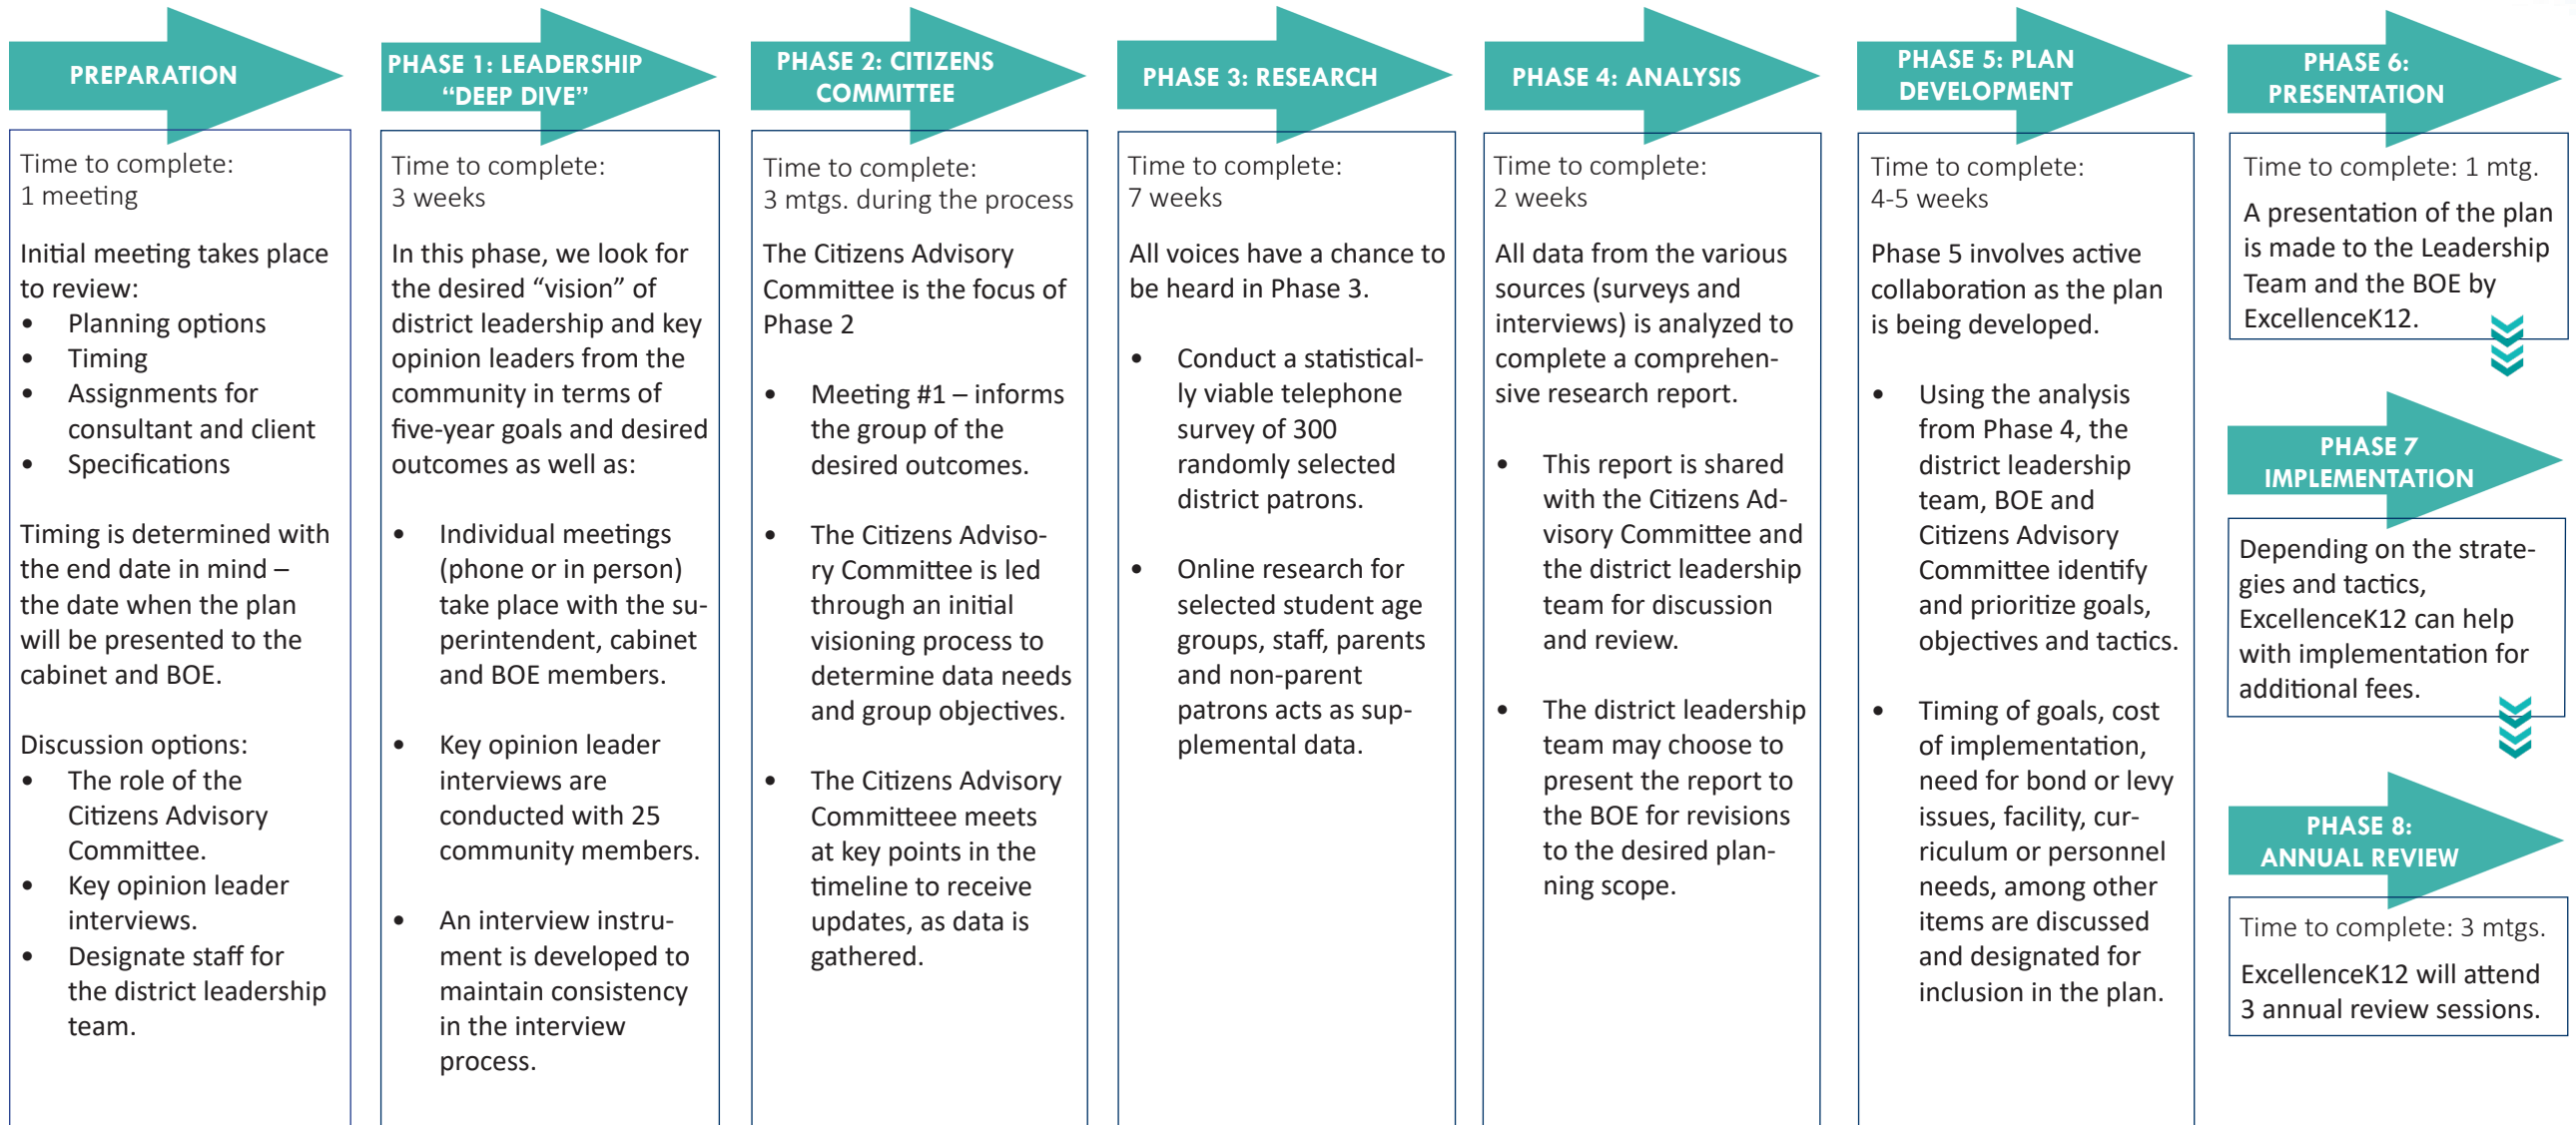 PREPARATION
Time to complete:
1 meeting
Initial meeting takes place
to review:
• Planning options
• Timing
• Assignments for
consultant and client
• Specifications
Timing is determined with
the end date in mind –
the date when the plan
will be presented to the
cabinet and BOE.
Discussion options:
• The role of the
Citizens Advisory
Committee.
• Key opinion leader
interviews.
• Designate staff for
the district leadership
team.
PHASE 1: LEADERSHIP
“DEEP DIVE”
Time to complete:
3 weeks
In this phase, we look for
the desired “vision” of
district leadership and key
opinion leaders from the
community in terms of
five-year goals and desired
outcomes as well as:
• Individual meetings
(phone or in person)
take place with the su-
perintendent, cabinet
and BOE members.
• Key opinion leader
interviews are
conducted with 25
community members.
• An interview instru-
ment is developed to
maintain consistency
in the interview
process.
PHASE 2: CITIZENS
COMMITTEE
Time to complete:
3 mtgs. during the process
The Citizens Advisory
Committee is the focus of
Phase 2
• Meeting #1 – informs
the group of the
desired outcomes.
• The Citizens Adviso-
ry Committee is led
through an initial
visioning process to
determine data needs
and group objectives.
• The Citizens Advisory
Committeee meets
at key points in the
timeline to receive
updates, as data is
gathered.
PHASE 3: RESEARCH
Time to complete:
7 weeks
All voices have a chance to
be heard in Phase 3.
• Conduct a statistical-
ly viable telephone
survey of 300
randomly selected
district patrons.
• Online research for
selected student age
groups, staff, parents
and non-parent
patrons acts as sup-
plemental data.
PHASE 4: ANALYSIS
Time to complete:
2 weeks
All data from the various
sources (surveys and
interviews) is analyzed to
complete a comprehen-
sive research report.
• This report is shared
with the Citizens Ad-
visory Committee and
the district leadership
team for discussion
and review.
• The district leadership
team may choose to
present the report to
the BOE for revisions
to the desired plan-
ning scope.
PHASE 5: PLAN
DEVELOPMENT
Time to complete:
4-5 weeks
Phase 5 involves active
collaboration as the plan
is being developed.
• Using the analysis
from Phase 4, the
district leadership
team, BOE and
Citizens Advisory
Committee identify
and prioritize goals,
objectives and tactics.
• Timing of goals, cost
of implementation,
need for bond or levy
issues, facility, cur-
riculum or personnel
needs, among other
items are discussed
and designated for
inclusion in the plan.
PHASE 6:
PRESENTATION
Time to complete: 1 mtg.
A presentation of the plan
is made to the Leadership
Team and the BOE by
ExcellenceK12.
PHASE 7
IMPLEMENTATION
Depending on the strate-
gies and tactics,
ExcellenceK12 can help
with implementation for
additional fees.
PHASE 8:
ANNUAL REVIEW
Time to complete: 3 mtgs.
ExcellenceK12 will attend
3 annual review sessions.